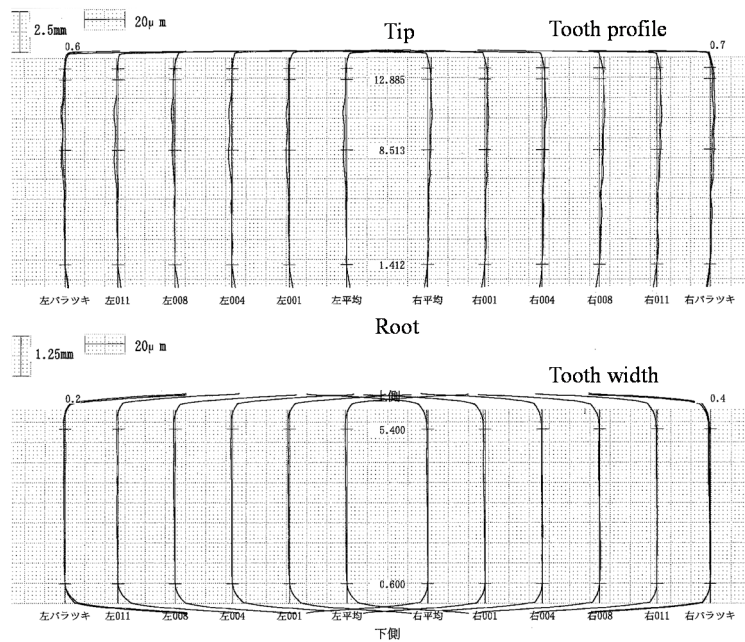 2.5mm 20μm Tip Tooth profile
0.6 0.7
12.885
8.513
1.412
左バラツキ 左011 左008 左004 左001 左平均 右平均 右001 右004 右008 右011 右バラツキ
Root
1.25mm 20μm
Tooth width
0.2 上側 0.4
5.400
0.600
左バラツキ 左011 左008 左004 左001 左平均 右平均 右001 右004 右008 右011 右バラツキ
下側